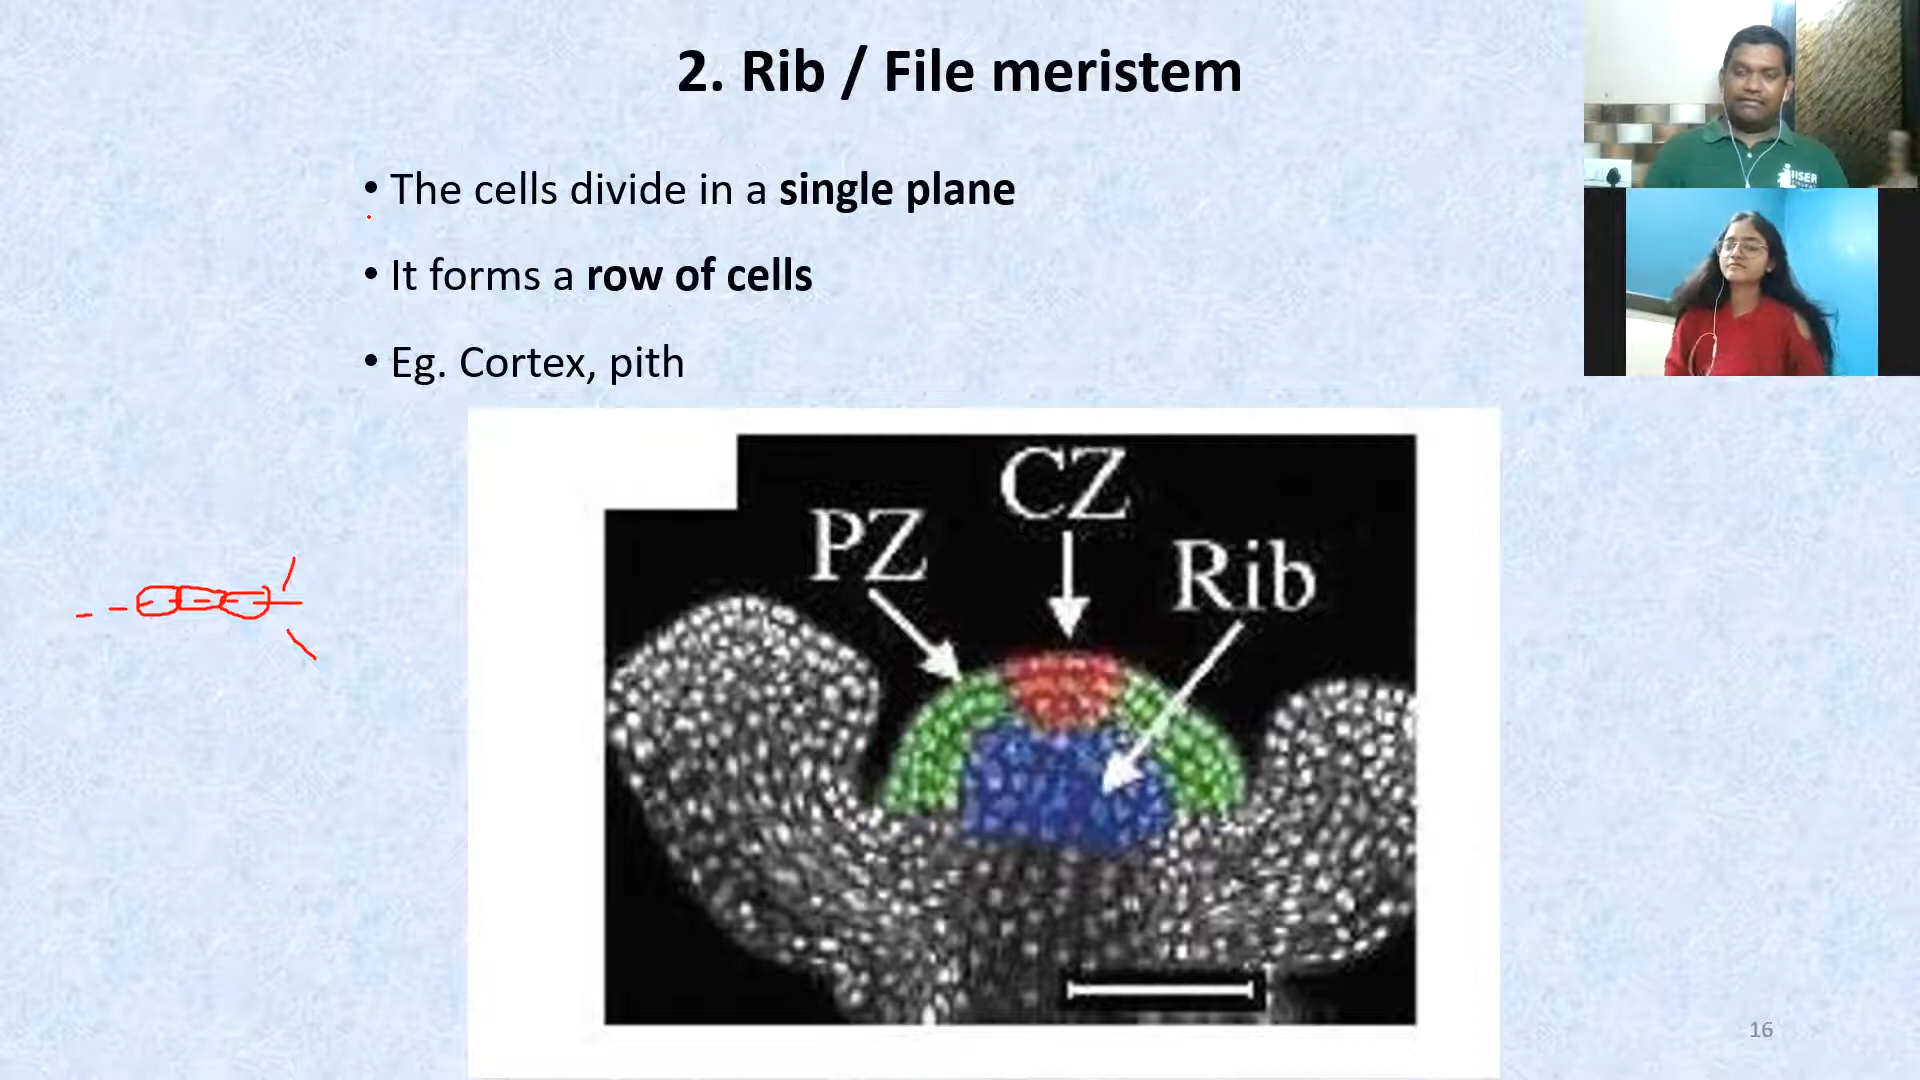 2. Rib / File meristem
• The cells divide in a single plane
• It forms a row of cells
• Eg. Cortex, pith
CZ
PZ
Rib
IISER
16